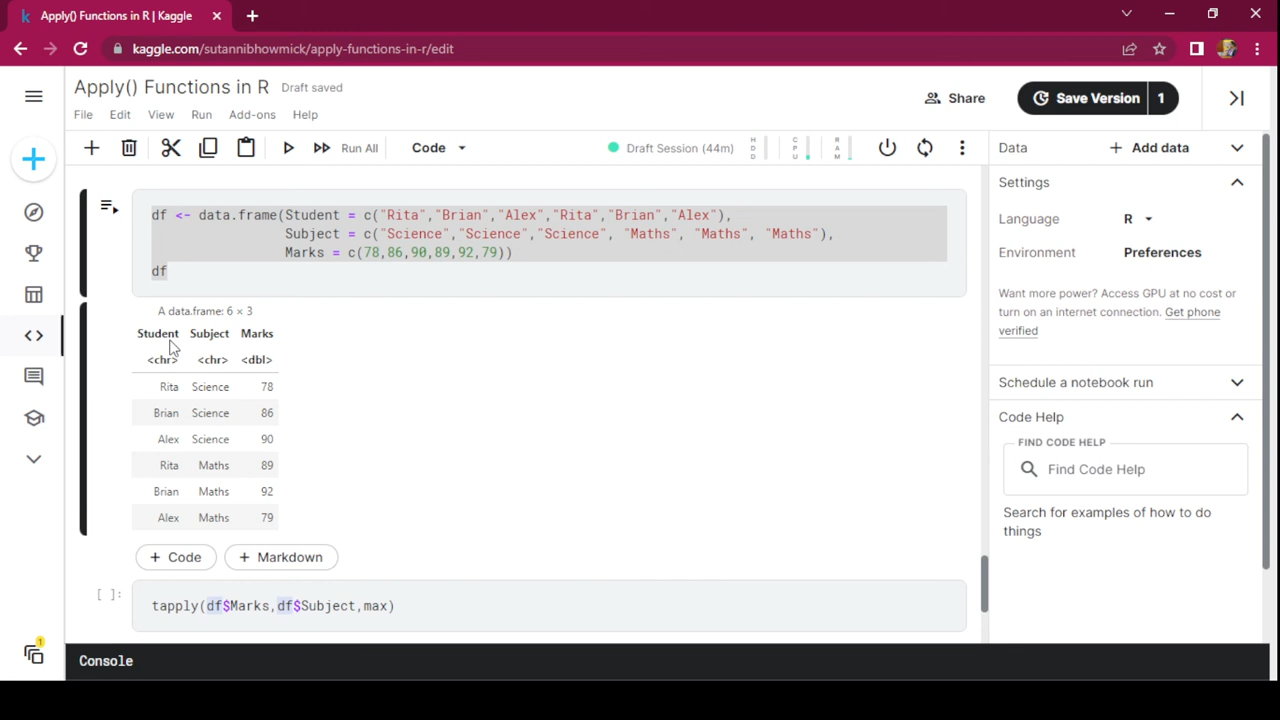 Apply() Functions in R | Kaggle
kaggle.com/sutannibhowmick/apply-functions-in-r/edit
Apply() Functions in R Draft saved
Share
Save Version 1
File Edit View Run Add-ons Help
Run All Code
Draft Session (44m)
HDD
CPU
RAM
df <- data.frame(Student = c("Rita","Brian","Alex","Rita","Brian","Alex"),
Subject = c("Science","Science","Science", "Maths", "Maths", "Maths"),
Marks = c(78,86,90,89,92,79))
df
A data.frame: 6 × 3
Student Subject Marks
<chr> <chr> <dbl>
Rita Science 78
Brian Science 86
Alex Science 90
Rita Maths 89
Brian Maths 92
Alex Maths 79
+ Code + Markdown
[ ]: tapply(df$Marks,df$Subject,max)
Console
1
Data + Add data
Settings
Language R
Environment Preferences
Want more power? Access GPU at no cost or
turn on an internet connection. Get phone
verified
Schedule a notebook run
Code Help
FIND CODE HELP
Find Code Help
Search for examples of how to do
things